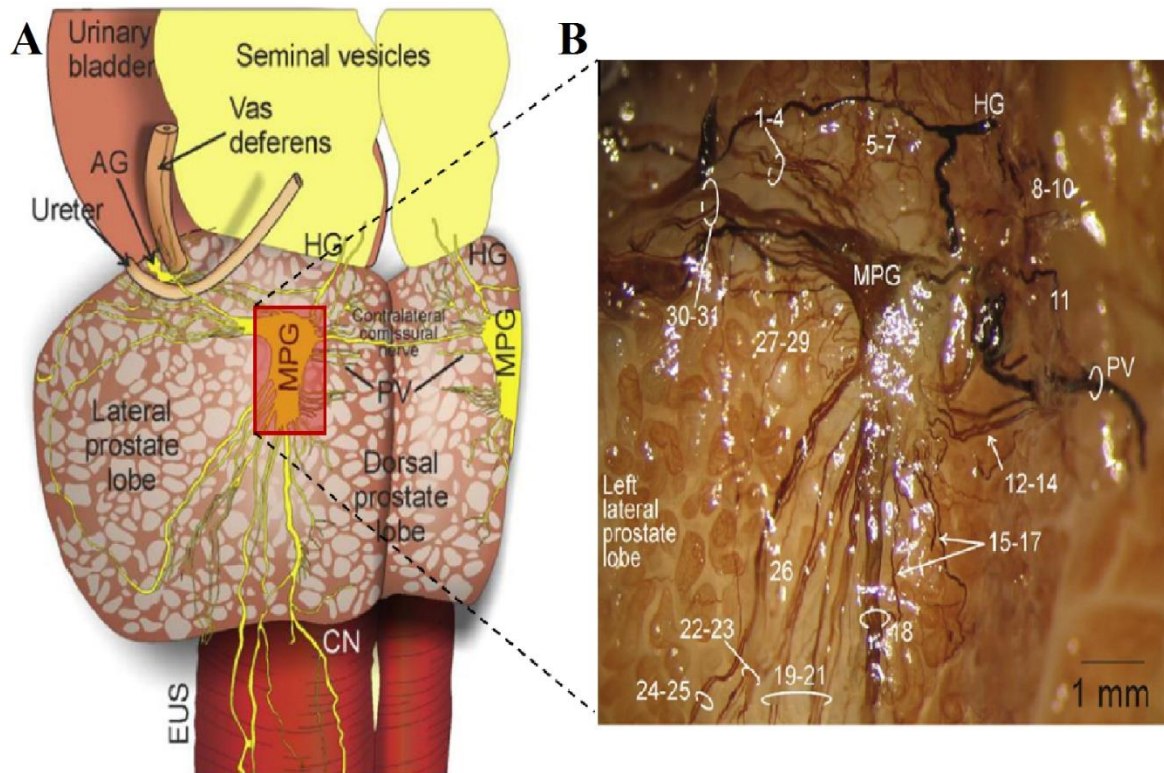 A
Urinary
bladder
Seminal vesicles
Vas
deferens
AG
Ureter
HG
HG
MPG
Contralateral
comissural
nerve
MPG
PV
Lateral
prostate
lobe
Dorsal
prostate
lobe
CN
EUS
B
HG
1-4
5-7
8-10
MPG
11
30-31
27-29
PV
12-14
Left
lateral
prostate
lobe
15-17
26
22-23
18
19-21
24-25
1 mm